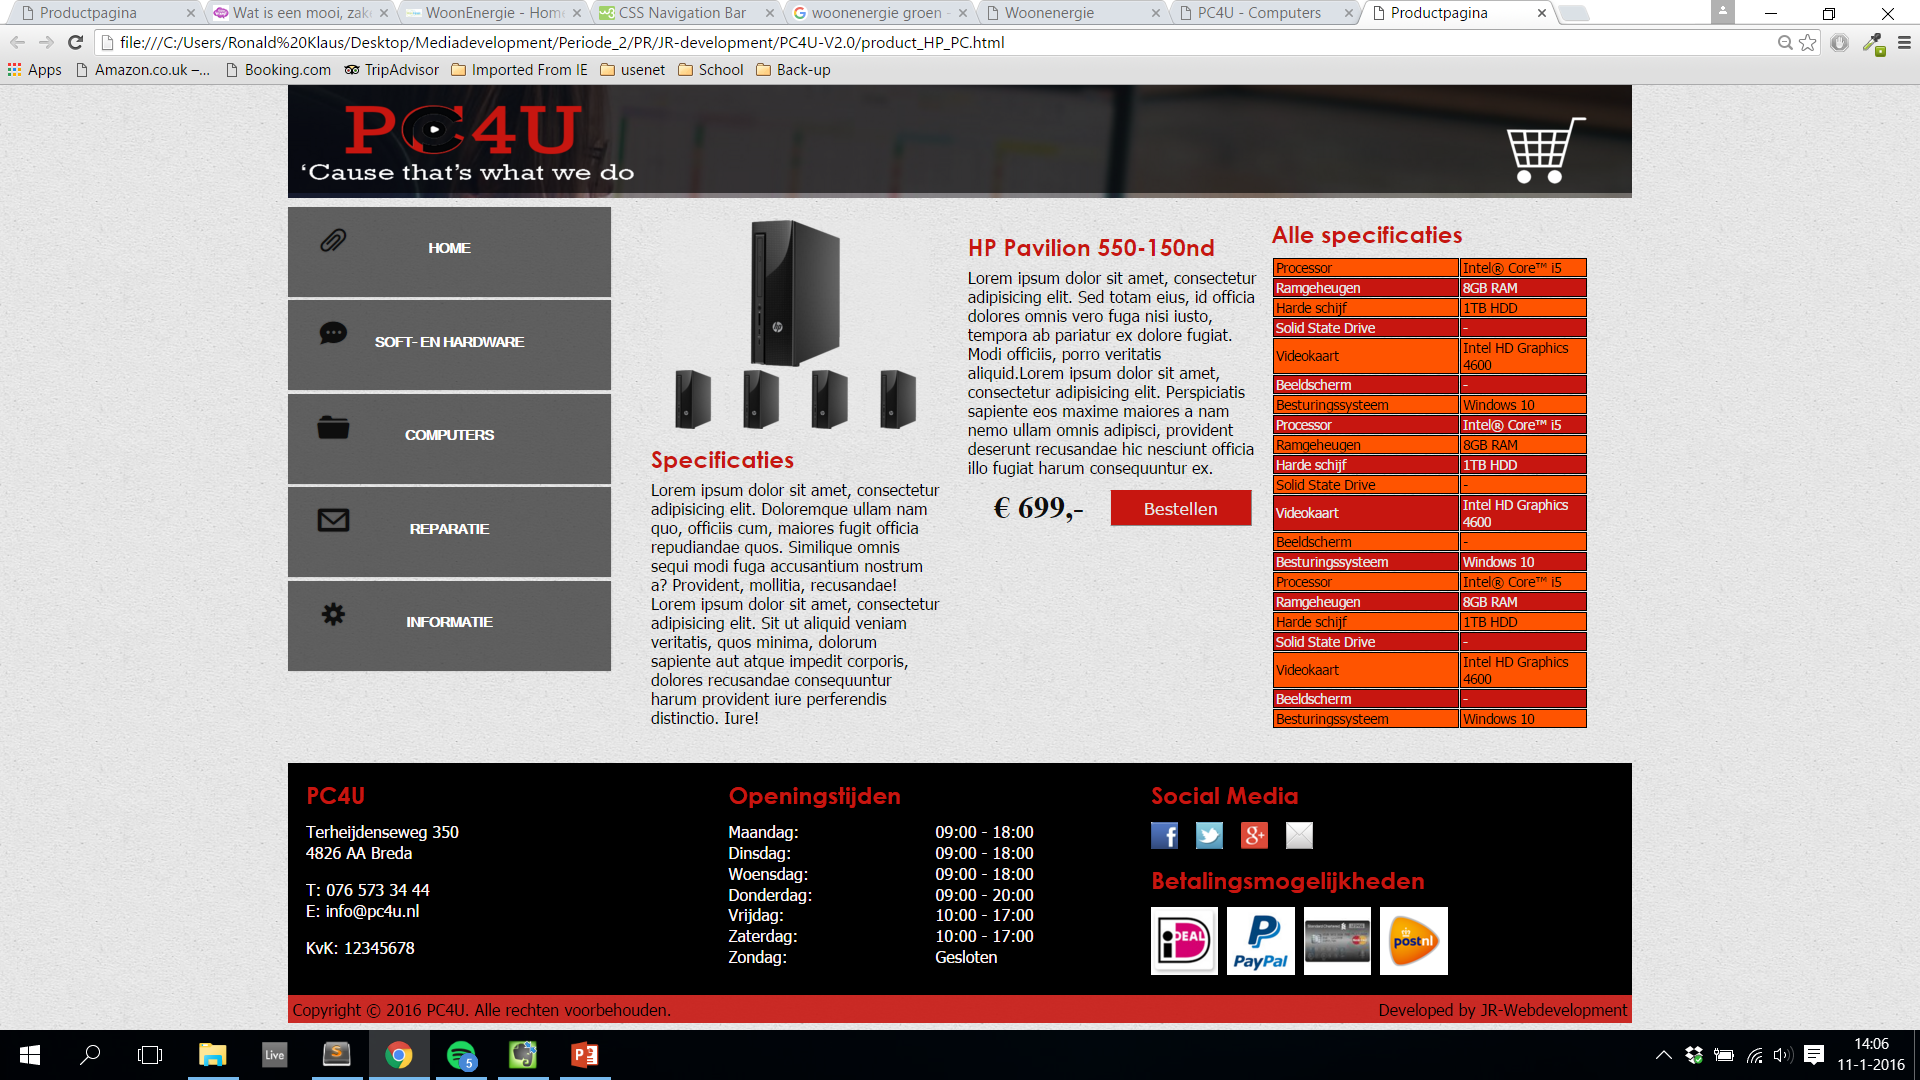 Productpagina
Wat is een mooi, zak
WoonEnergie - Hom
CSS Navigation Bar
woonenergie groen -
Woonenergie
PC4U - Computers
Productpagina
file:///C:/Users/Ronald%20Klaus/Desktop/Mediadevelopment/Periode_2/PR/JR-development/PC4U-V2.0/product_HP_PC.html
Apps
Amazon.co.uk –...
Booking.com
TripAdvisor
Imported From IE
usenet
School
Back-up
PC4U
‘Cause that’s what we do
HOME
SOFT- EN HARDWARE
COMPUTERS
REPARATIE
INFORMATIE
Specificaties
Lorem ipsum dolor sit amet, consectetur
adipisicing elit. Doloremque ullam nam
quo, officiis cum, maiores fugit officia
repudiandae quos. Similique omnis
sequi modi fuga accusantium nostrum
a? Provident, mollitia, recusandae!
Lorem ipsum dolor sit amet, consectetur
adipisicing elit. Sit ut aliquid veniam
veritatis, quos minima, dolorum
sapiente aut atque impedit corporis,
dolores recusandae consequuntur
harum provident iure perferendis
distinctio. Iure!
HP Pavilion 550-150nd
Lorem ipsum dolor sit amet, consectetur
adipisicing elit. Sed totam eius, id officia
dolores omnis vero fuga nisi iusto,
tempora ab pariatur ex dolore fugiat.
Modi officiis, porro veritatis
aliquid.Lorem ipsum dolor sit amet,
consectetur adipisicing elit. Perspiciatis
sapiente eos maxime maiores a nam
nemo ullam omnis adipisci, provident
deserunt recusandae hic nesciunt officia
illo fugiat harum consequuntur ex.
€ 699,-
Bestellen
Alle specificaties
Processor Intel® Core™ i5
Ramgeheugen 8GB RAM
Harde schijf 1TB HDD
Solid State Drive -
Videokaart Intel HD Graphics
4600
Beeldscherm -
Besturingssysteem Windows 10
Processor Intel® Core™ i5
Ramgeheugen 8GB RAM
Harde schijf 1TB HDD
Solid State Drive -
Videokaart Intel HD Graphics
4600
Beeldscherm -
Besturingssysteem Windows 10
Processor Intel® Core™ i5
Ramgeheugen 8GB RAM
Harde schijf 1TB HDD
Solid State Drive -
Videokaart Intel HD Graphics
4600
Beeldscherm -
Besturingssysteem Windows 10
PC4U
Terheijdenseweg 350
4826 AA Breda
T: 076 573 34 44
E: info@pc4u.nl
KvK: 12345678
Openingstijden
Maandag: 09:00 - 18:00
Dinsdag: 09:00 - 18:00
Woensdag: 09:00 - 18:00
Donderdag: 09:00 - 20:00
Vrijdag: 10:00 - 17:00
Zaterdag: 10:00 - 17:00
Zondag: Gesloten
Social Media
Betalingsmogelijkheden
iDEAL
PayPal
postnl
Copyright © 2016 PC4U. Alle rechten voorbehouden.
Developed by JR-Webdevelopment
Live
5
14:06
11-1-2016